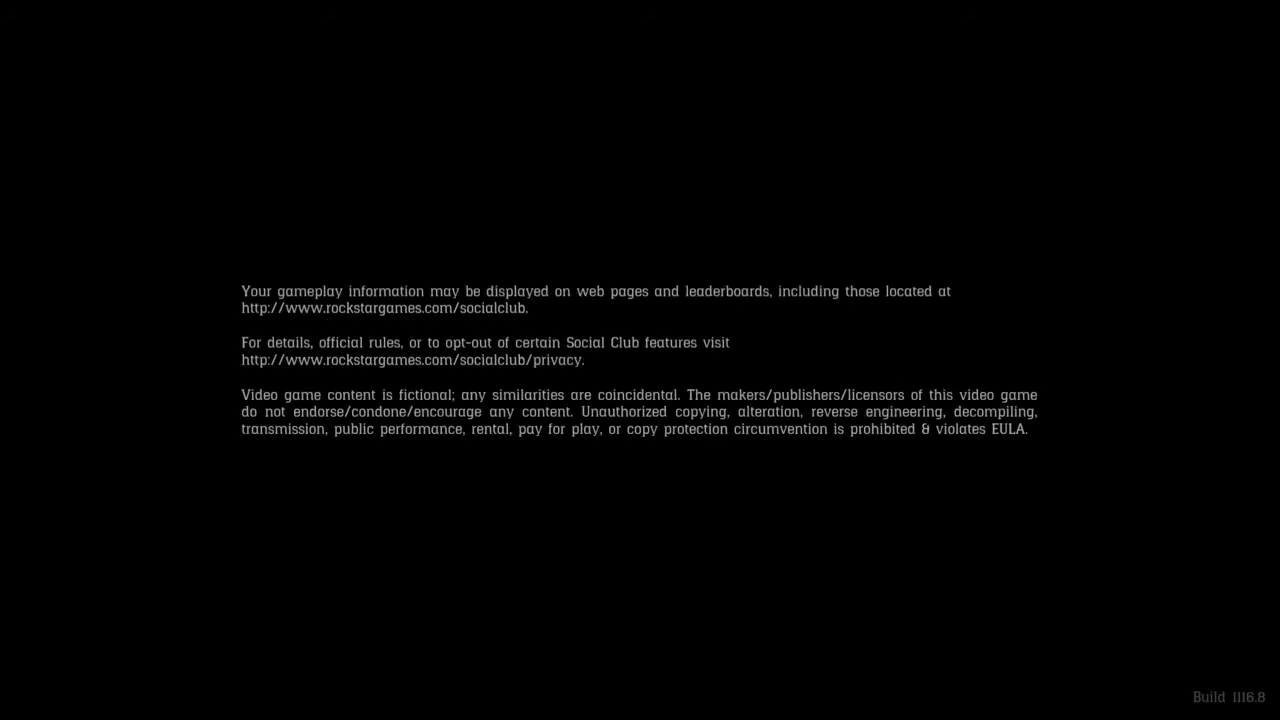 Your gameplay information may be displayed on web pages and leaderboards, including those located at
http://www.rockstargames.com/socialclub.
For details, official rules, or to opt-out of certain Social Club features visit
http://www.rockstargames.com/socialclub/privacy.
Video game content is fictional; any similarities are coincidental. The makers/publishers/licensors of this video game
do not endorse/condone/encourage any content. Unauthorized copying, alteration, reverse engineering, decompiling,
transmission, public performance, rental, pay for play, or copy protection circumvention is prohibited & violates EULA.
Build 1116.8